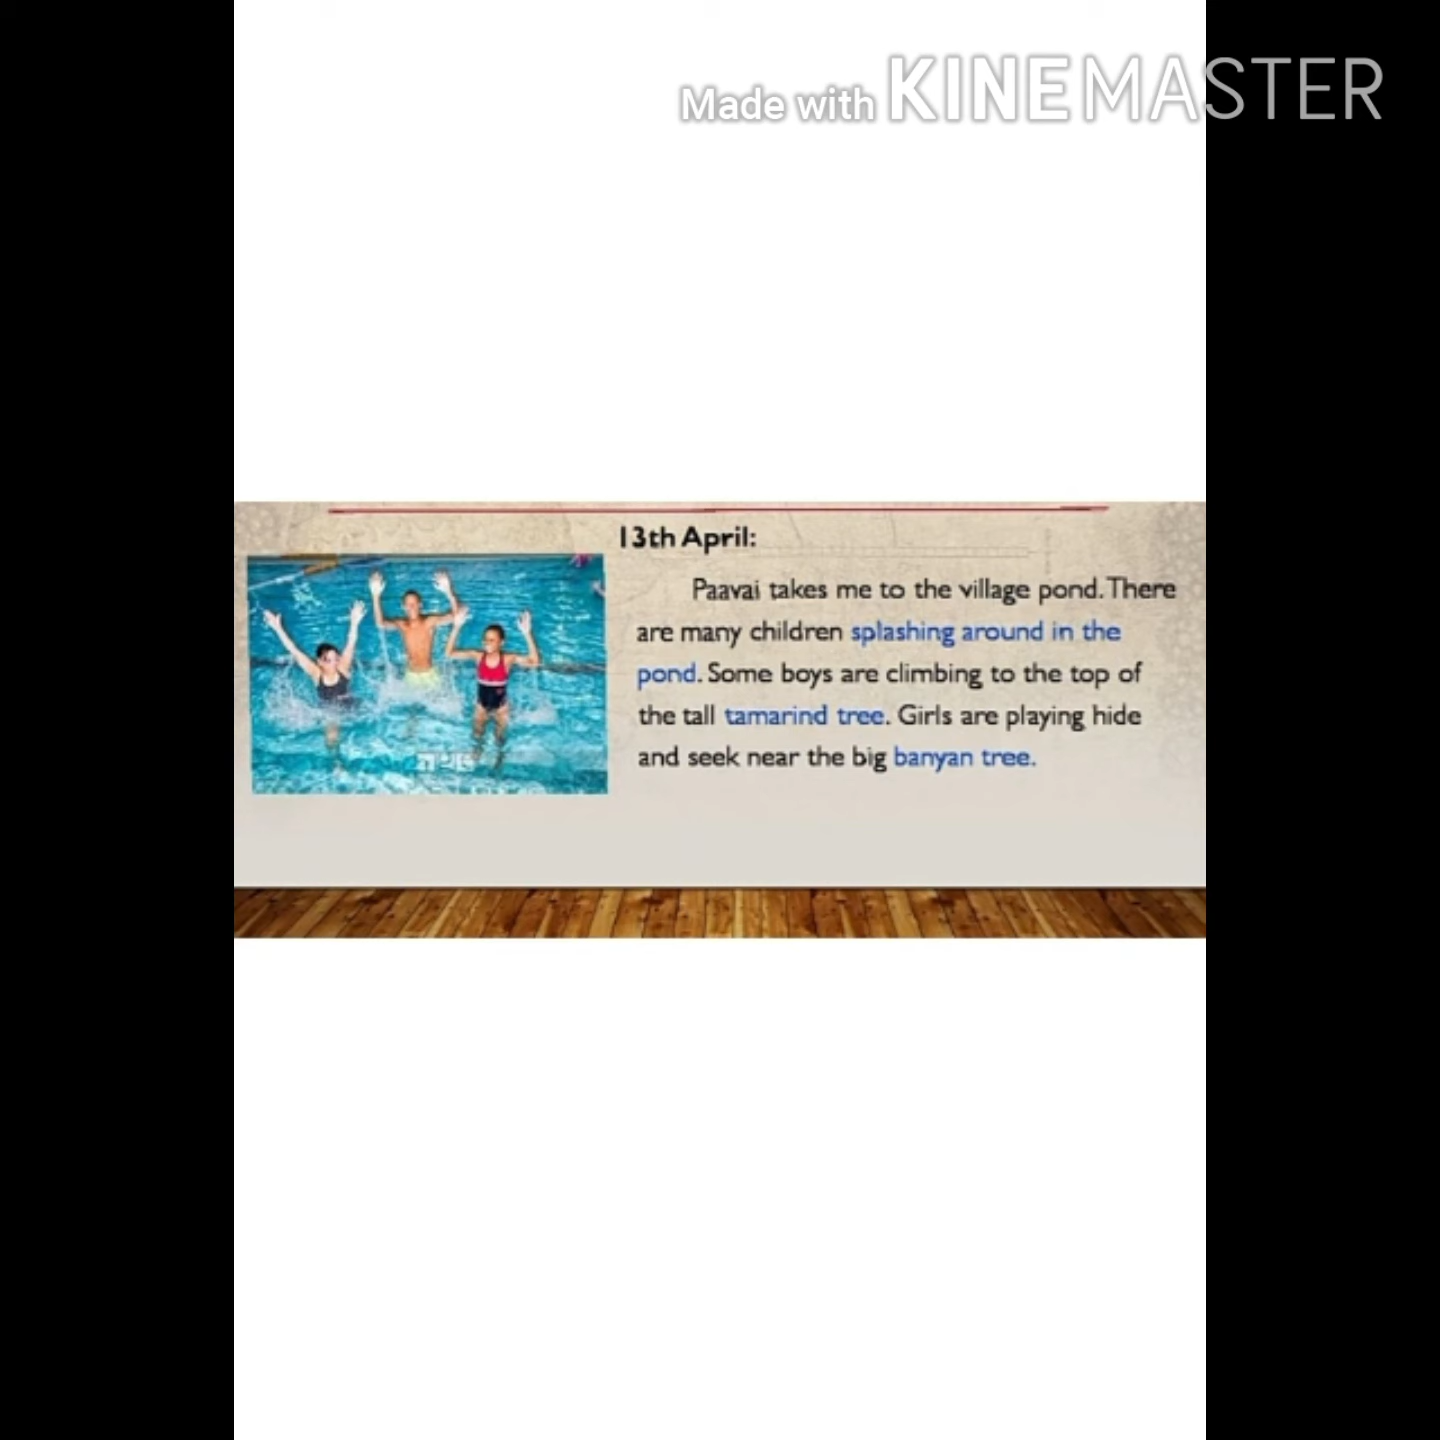 Made with KINEMASTER
13th April:
Paavai takes me to the village pond. There
are many children splashing around in the
pond. Some boys are climbing to the top of
the tall tamarind tree. Girls are playing hide
and seek near the big banyan tree.